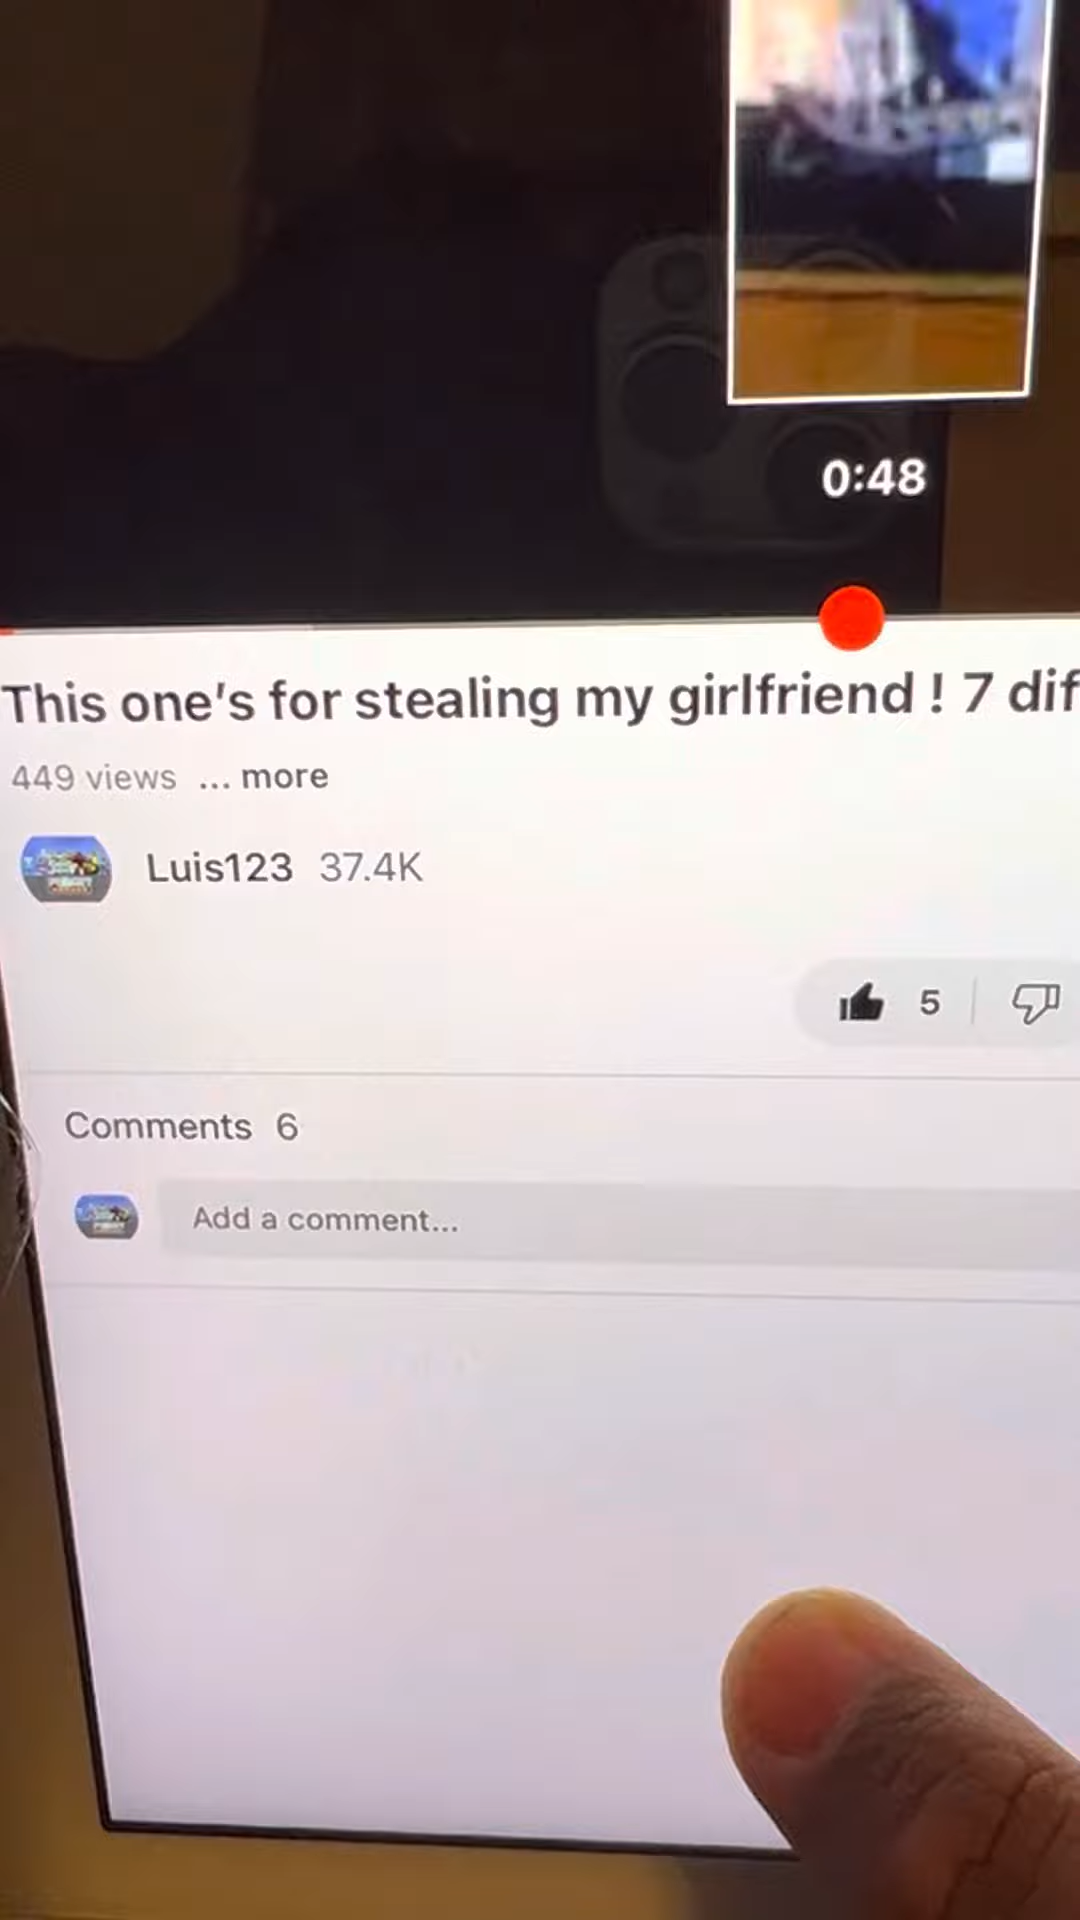 0:48
This one's for stealing my girlfriend ! 7 dif
449 views ... more
Luis123 37.4K
5
Comments 6
Add a comment...